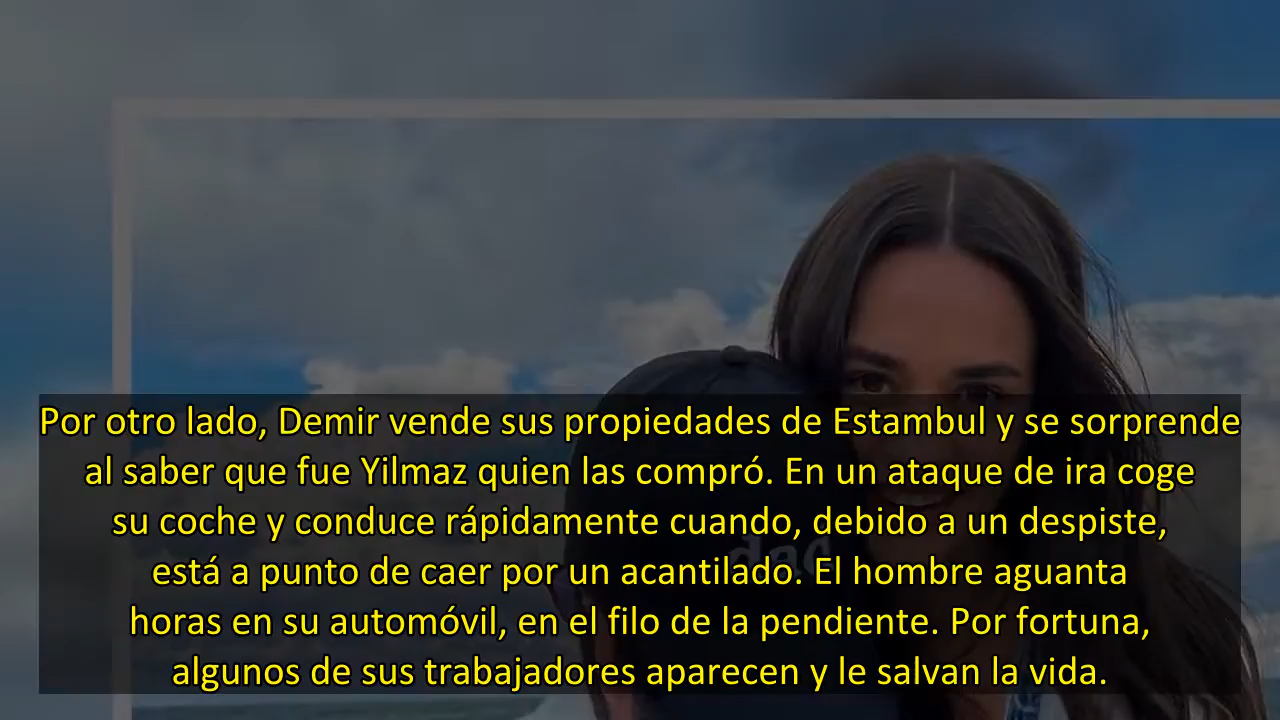 Por otro lado, Demir vende sus propiedades de Estambul y se sorprende
al saber que fue Yilmaz quien las compró. En un ataque de ira coge
su coche y conduce rápidamente cuando, debido a un despiste,
está a punto de caer por un acantilado. El hombre aguanta
horas en su automóvil, en el filo de la pendiente. Por fortuna,
algunos de sus trabajadores aparecen y le salvan la vida.